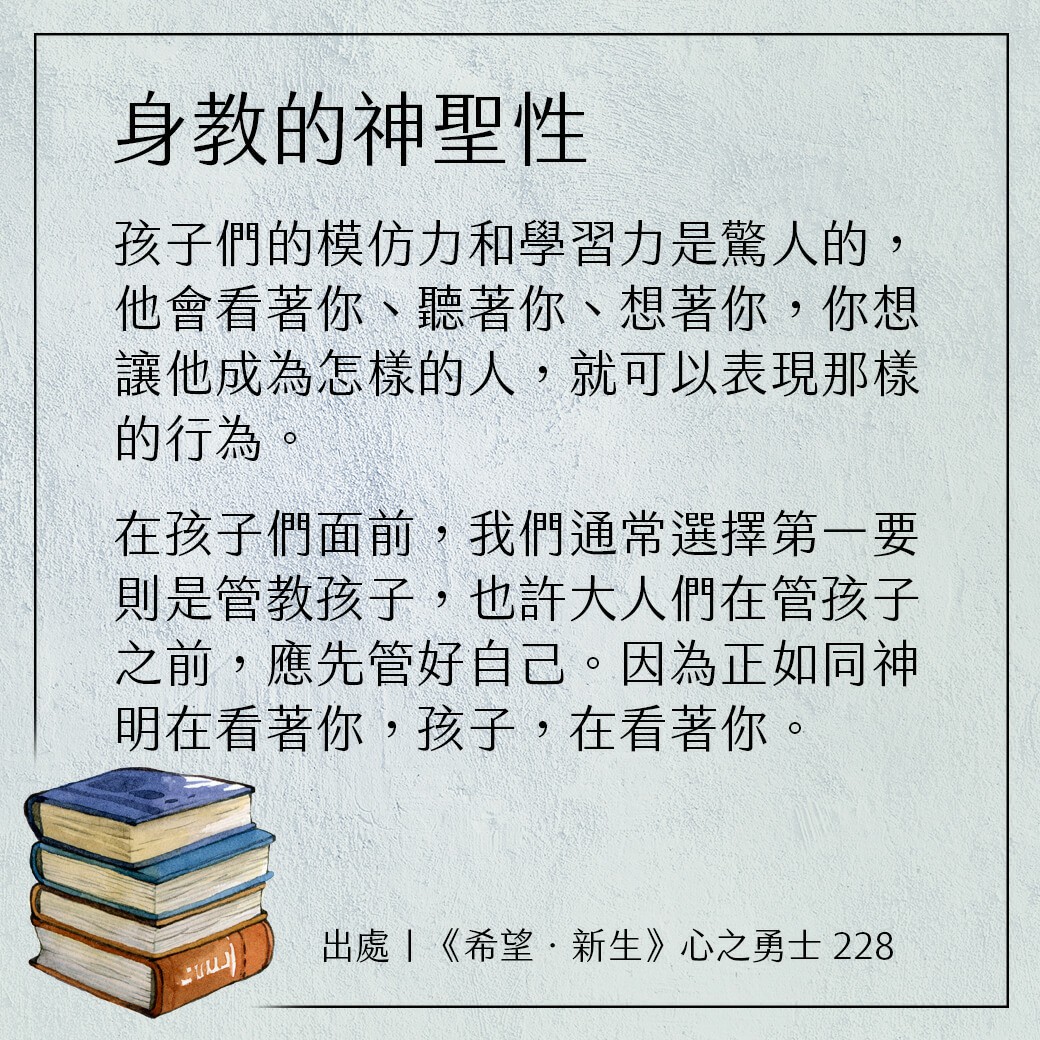 身教的神聖性
孩子們的模仿力和學習力是驚人的，
他會看著你、聽著你、想著你，你想
讓他成為怎樣的人，就可以表現那樣
的行為。
在孩子們面前，我們通常選擇第一要
則是管教孩子，也許大人們在管孩子
之前，應先管好自己。因為正如同神
明在看著你，孩子，在看著你。
出處｜《希望．新生》心之勇士 228